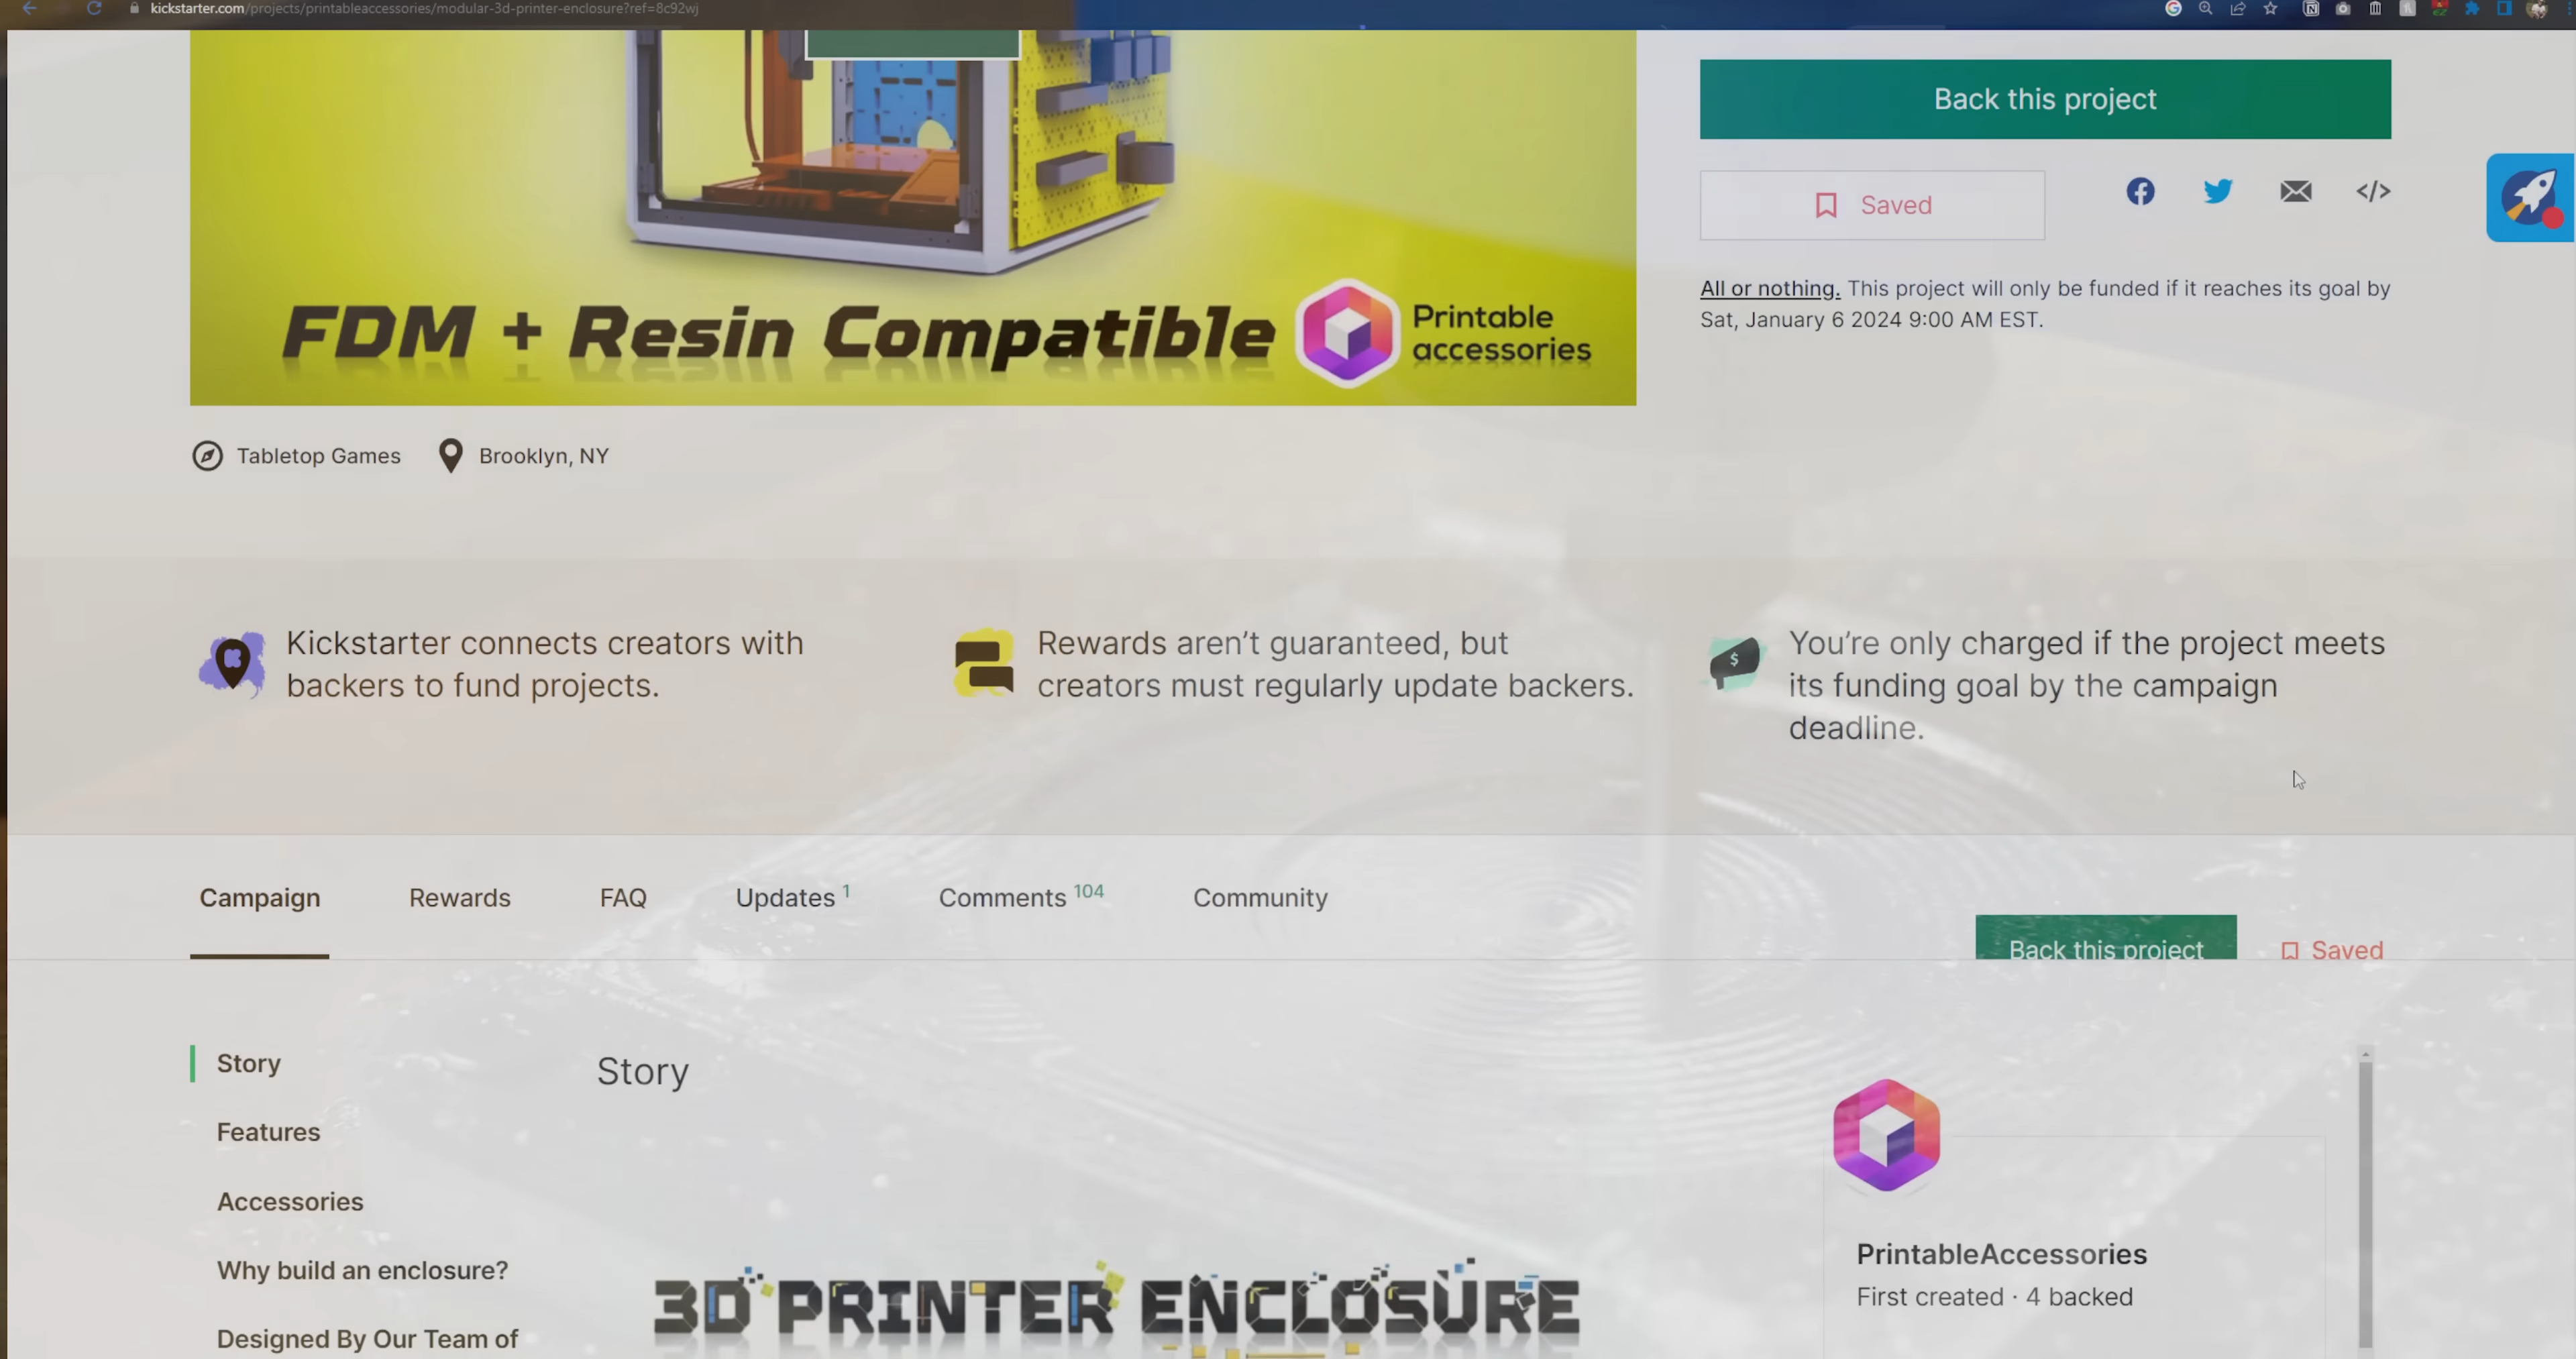 kickstarter.com/projects/printableaccessories/modular-3d-printer-enclosure?ref=8c92wj
Back this project
Saved
</>
All or nothing. This project will only be funded if it reaches its goal by
Sat, January 6 2024 9:00 AM EST.
FDM + Resin Compatible
Printable
accessories
Tabletop Games
Brooklyn, NY
Kickstarter connects creators with
backers to fund projects.
Rewards aren't guaranteed, but
creators must regularly update backers.
You're only charged if the project meets
its funding goal by the campaign
deadline.
Campaign
Rewards
FAQ
Updates 1
Comments 104
Community
Back this project
Saved
Story
Features
Accessories
Why build an enclosure?
Designed By Our Team of
Story
3D PRINTER ENCLOSURE
PrintableAccessories
First created · 4 backed